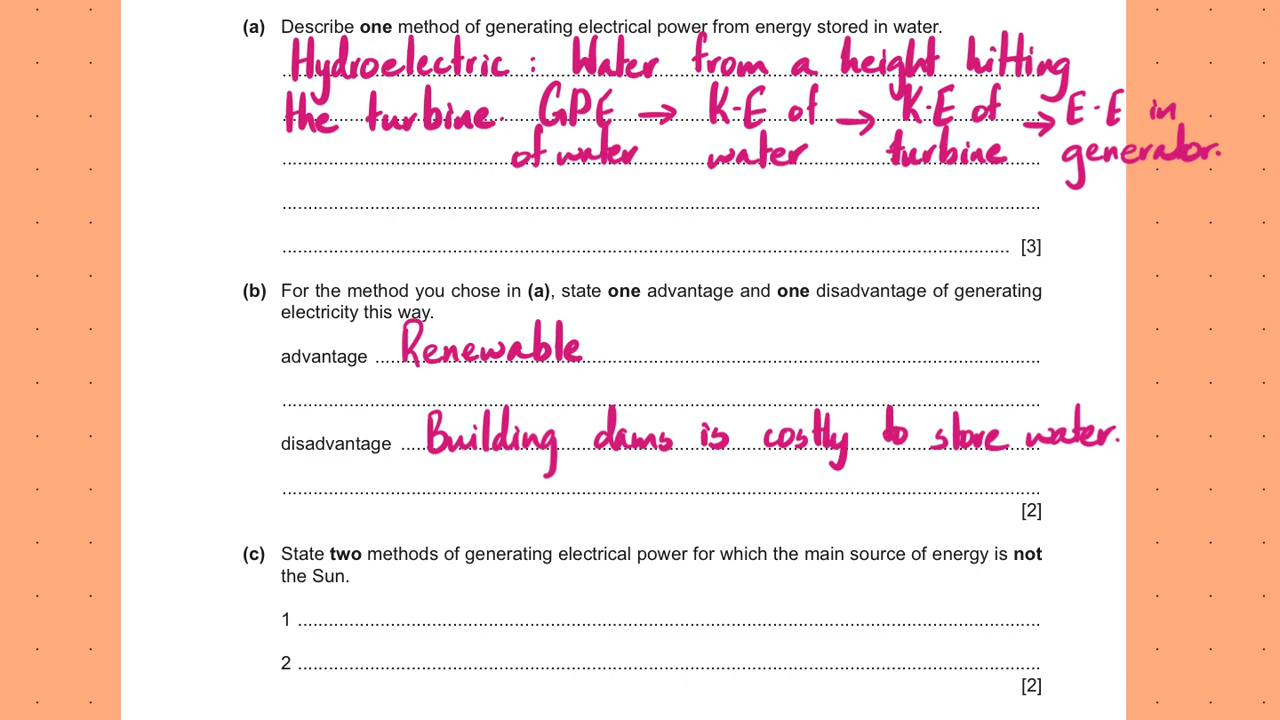 (a) Describe one method of generating electrical power from energy stored in water.
Hydroelectric : Water from a height hitting
the turbine. GPE → K.E of → K.E of → E.E in
of water water turbine generator.
[3]
(b) For the method you chose in (a), state one advantage and one disadvantage of generating
electricity this way.
advantage Renewable
disadvantage Building dams is costly to store water.
[2]
(c) State two methods of generating electrical power for which the main source of energy is not
the Sun.
1
2
[2]